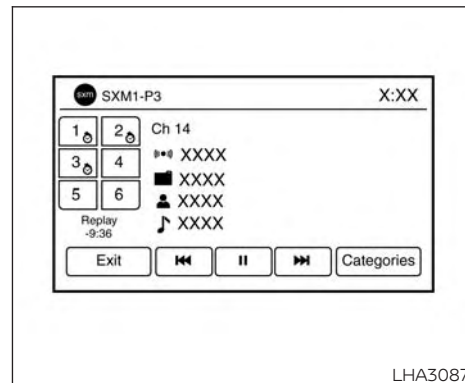 sxm SXM1-P3 X:XX
1 2 Ch 14
XXXX
3 4 XXXX
5 6 XXXX
Replay XXXX
-9:36
Exit Categories
LHA3087